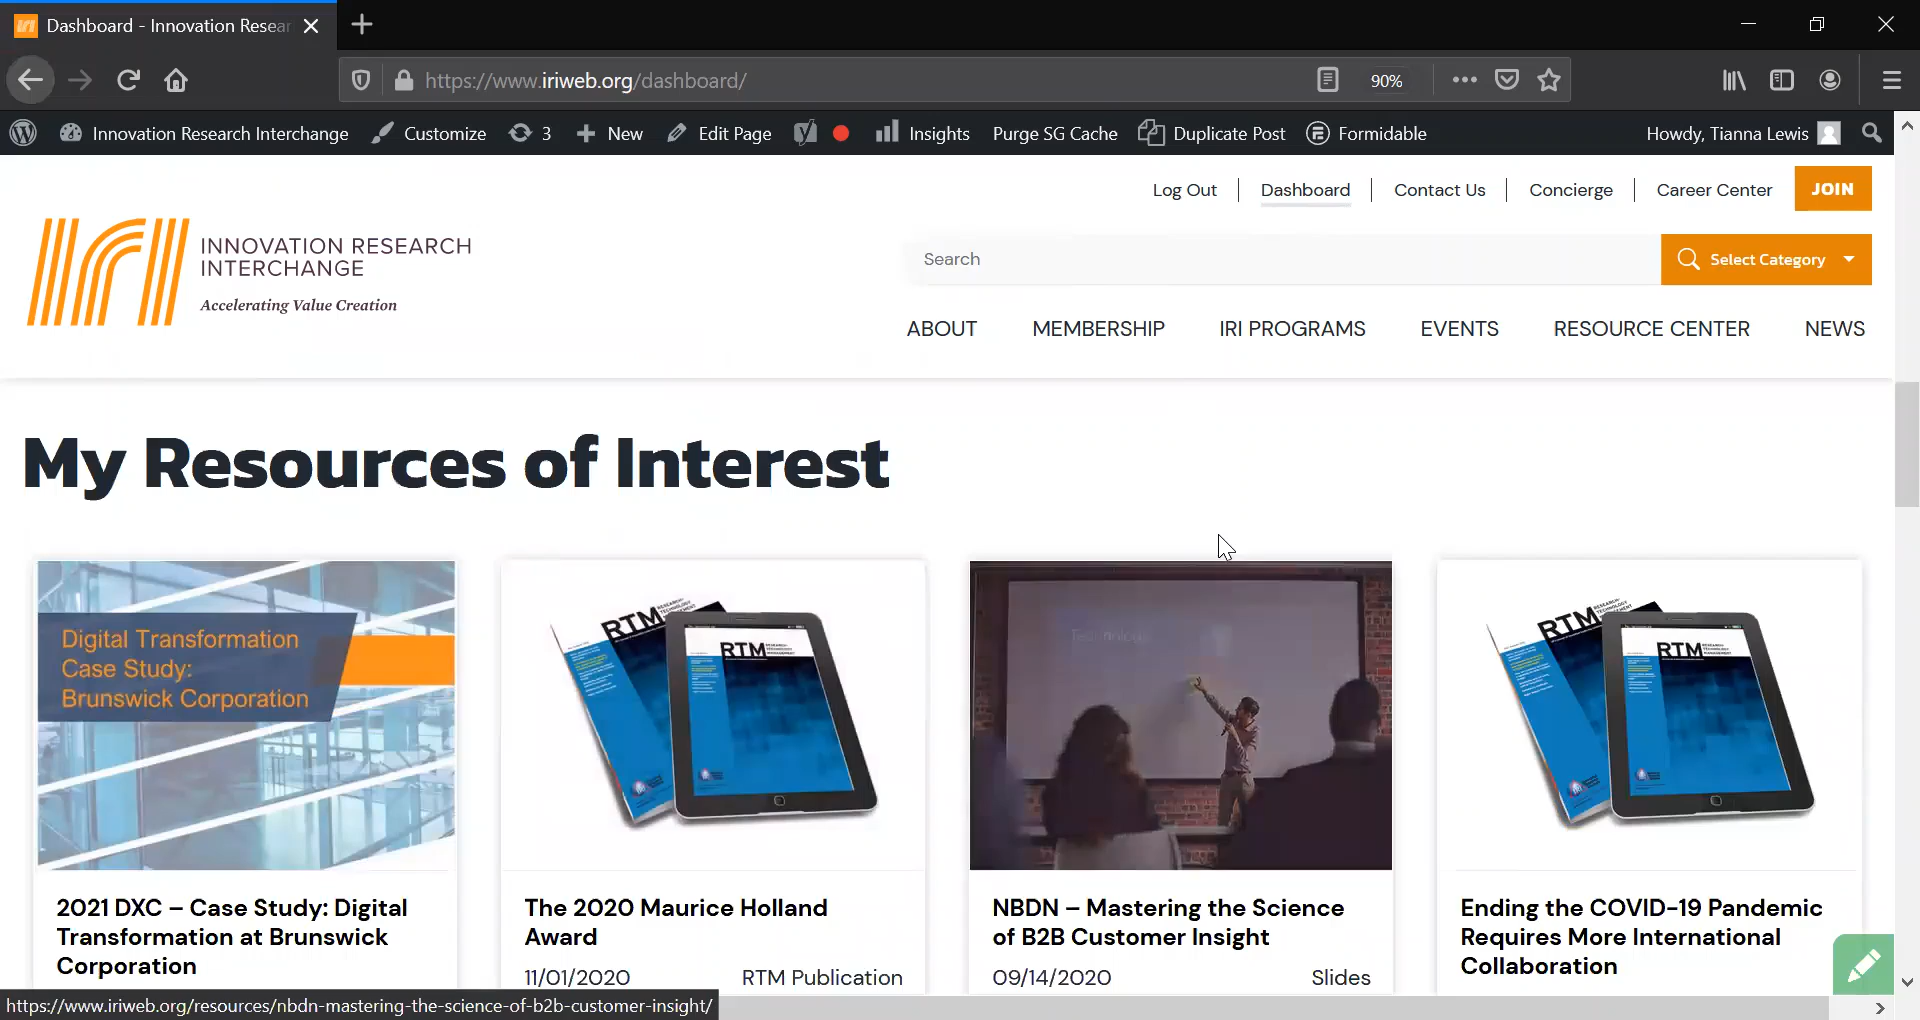 Dashboard - Innovation Resear
https://www.iriweb.org/dashboard/
90%
Innovation Research Interchange
Customize
3
New
Edit Page
Insights
Purge SG Cache
Duplicate Post
Formidable
Howdy, Tianna Lewis
Log Out
Dashboard
Contact Us
Concierge
Career Center
JOIN
iri
INNOVATION RESEARCH
INTERCHANGE
Accelerating Value Creation
Search
Select Category
ABOUT
MEMBERSHIP
IRI PROGRAMS
EVENTS
RESOURCE CENTER
NEWS
My Resources of Interest
Digital Transformation
Case Study:
Brunswick Corporation
RTM
RTM
RTM
RTM
2021 DXC – Case Study: Digital
Transformation at Brunswick
Corporation
The 2020 Maurice Holland
Award
11/01/2020
RTM Publication
NBDN – Mastering the Science
of B2B Customer Insight
09/14/2020
Slides
Ending the COVID-19 Pandemic
Requires More International
Collaboration
https://www.iriweb.org/resources/nbdn-mastering-the-science-of-b2b-customer-insight/